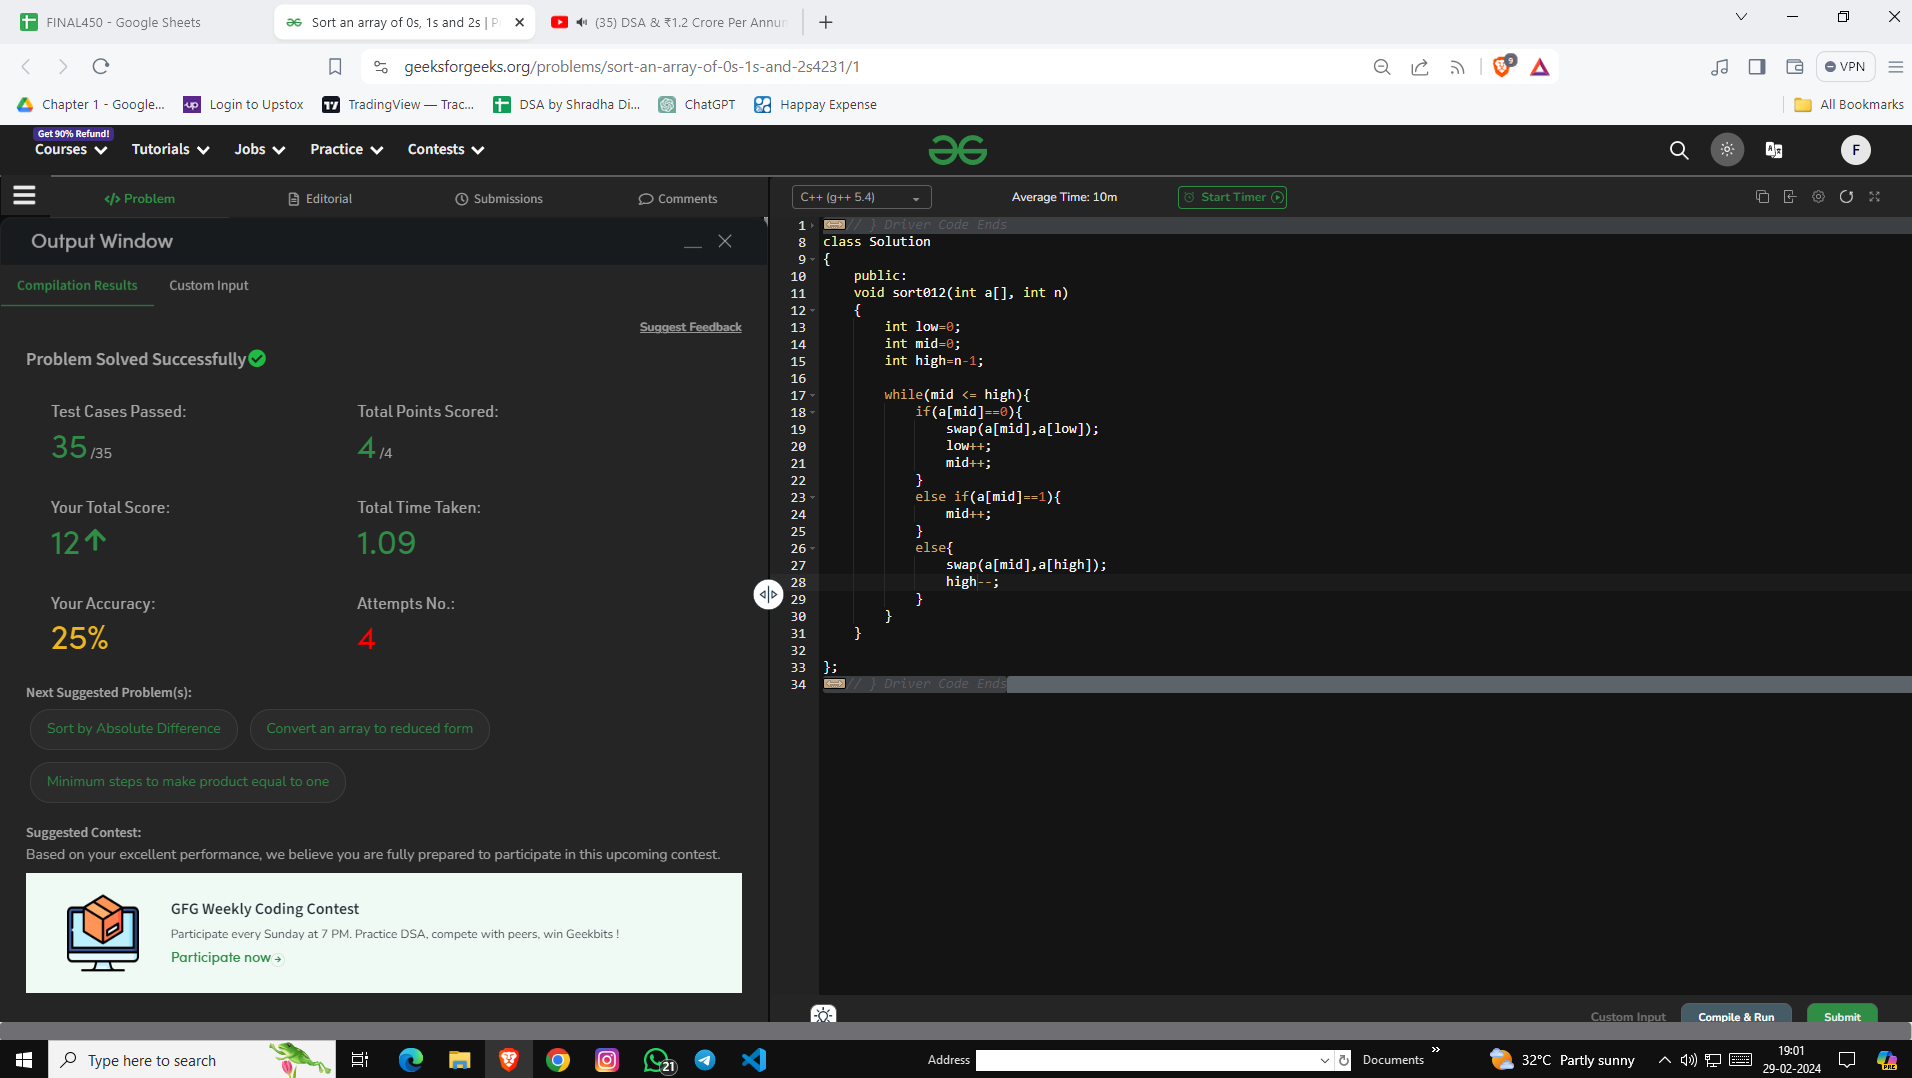 FINAL450 - Google Sheets
Sort an array of 0s, 1s and 2s |
(35) DSA & ₹1.2 Crore Per Annum
geeksforgeeks.org/problems/sort-an-array-of-0s-1s-and-2s4231/1
9
VPN
Chapter 1 - Google...
Login to Upstox
TradingView — Trac...
DSA by Shradha Di...
ChatGPT
Happay Expense
All Bookmarks
Get 90% Refund!
Courses
Tutorials
Jobs
Practice
Contests
F
</> Problem
Editorial
Submissions
Comments
C++ (g++ 5.4)
Average Time: 10m
Start Timer
Output Window
Compilation Results
Custom Input
Suggest Feedback
Problem Solved Successfully
Test Cases Passed:
35 /35
Total Points Scored:
4 /4
Your Total Score:
12
Total Time Taken:
1.09
Your Accuracy:
25%
Attempts No.:
4
Next Suggested Problem(s):
Sort by Absolute Difference
Convert an array to reduced form
Minimum steps to make product equal to one
Suggested Contest:
Based on your excellent performance, we believe you are fully prepared to participate in this upcoming contest.
GFG Weekly Coding Contest
Participate every Sunday at 7 PM. Practice DSA, compete with peers, win Geekbits !
Participate now
1 // } Driver Code Ends
8 class Solution
9 {
10 public:
11 void sort012(int a[], int n)
12 {
13 int low=0;
14 int mid=0;
15 int high=n-1;
16
17 while(mid <= high){
18 if(a[mid]==0){
19 swap(a[mid],a[low]);
20 low++;
21 mid++;
22 }
23 else if(a[mid]==1){
24 mid++;
25 }
26 else{
27 swap(a[mid],a[high]);
28 high--;
29 }
30 }
31 }
32
33 };
34 // } Driver Code Ends
Custom Input
Compile & Run
Submit
Type here to search
21
Address
Documents
»
32°C Partly sunny
19:01
29-02-2024
PRE